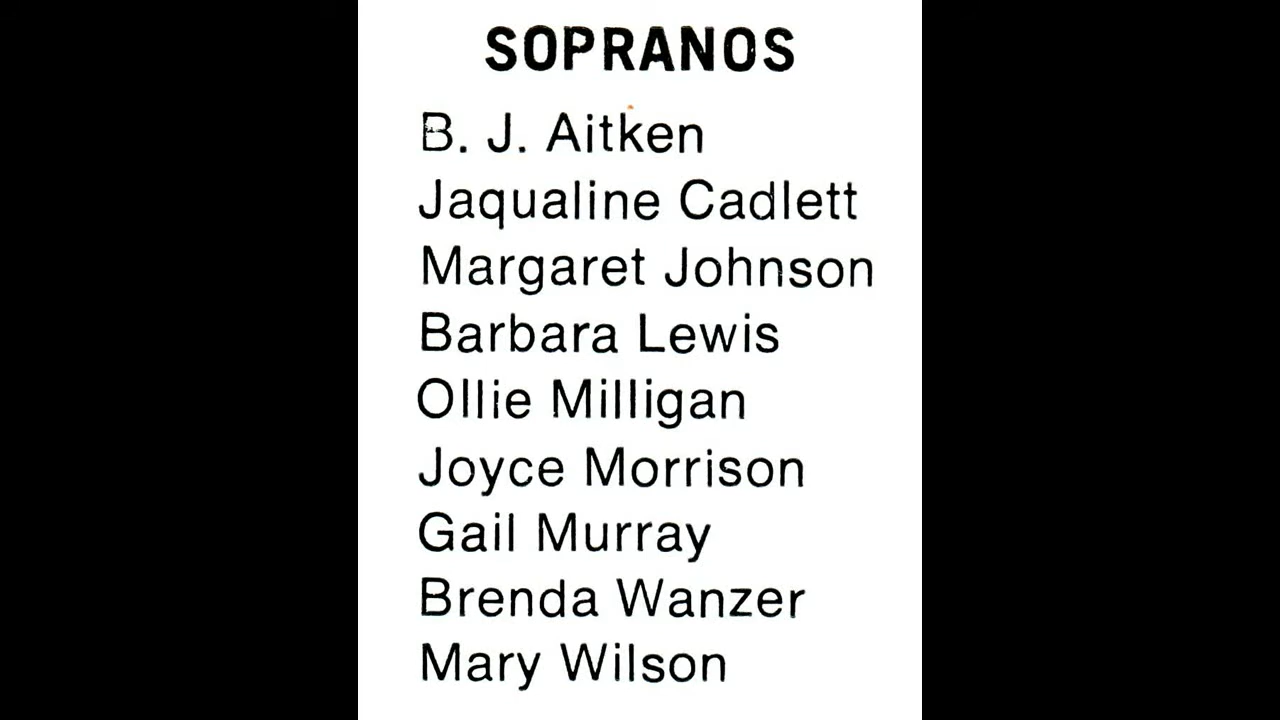 SOPRANOS
B. J. Aitken
Jaqualine Cadlett
Margaret Johnson
Barbara Lewis
Ollie Milligan
Joyce Morrison
Gail Murray
Brenda Wanzer
Mary Wilson